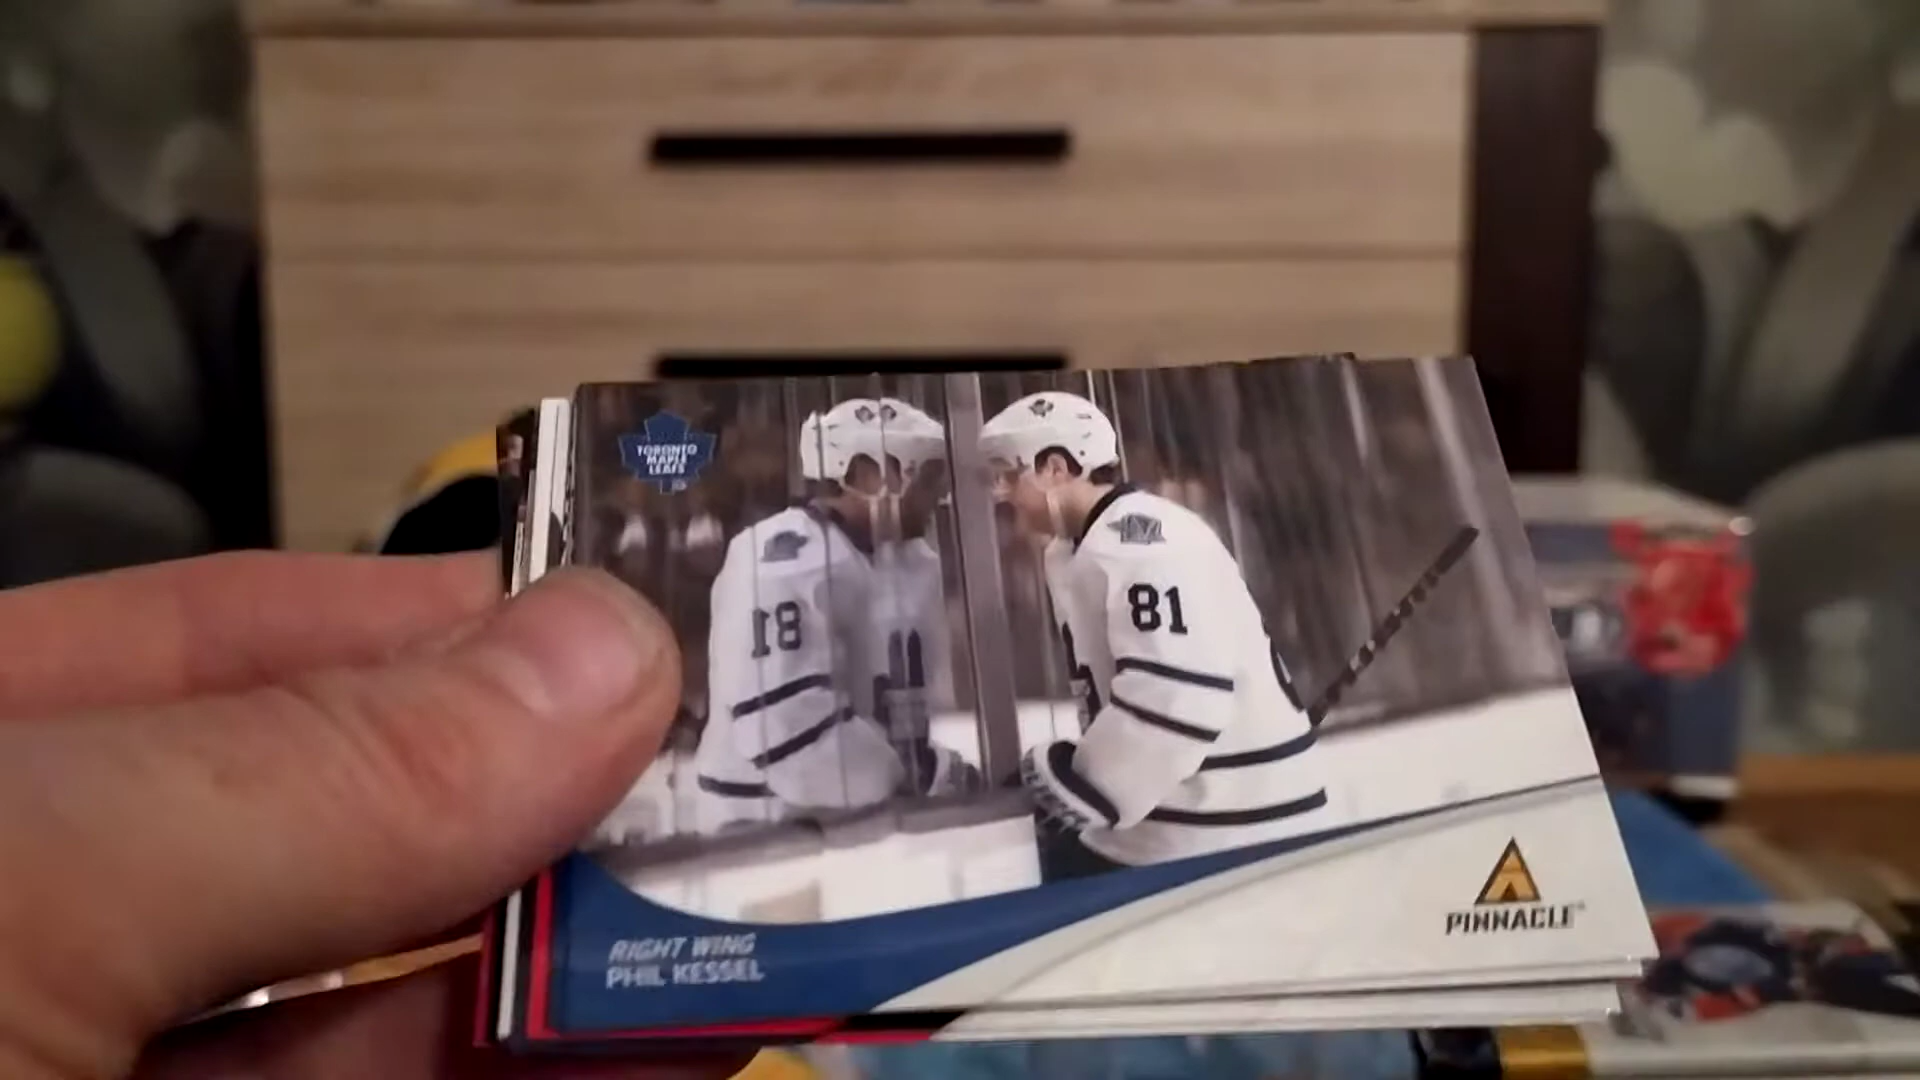 TORONTO
MAPLE
LEAFS
18
81
RIGHT WING
PHIL KESSEL
PINNACLE